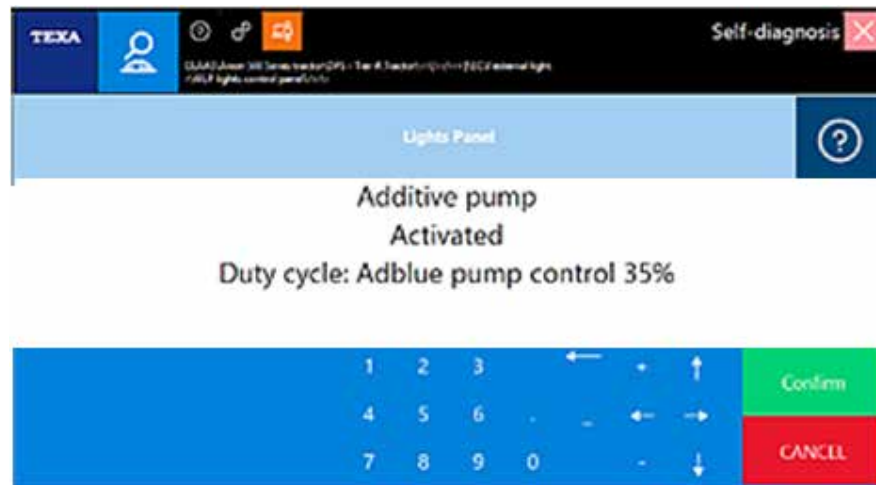 TEXA
Self-diagnosis
Lights Panel
Additive pump
Activated
Duty cycle: Adblue pump control 35%
1 2 3 +
Confirm
4 5 6 . _
7 8 9 0 -
CANCEL